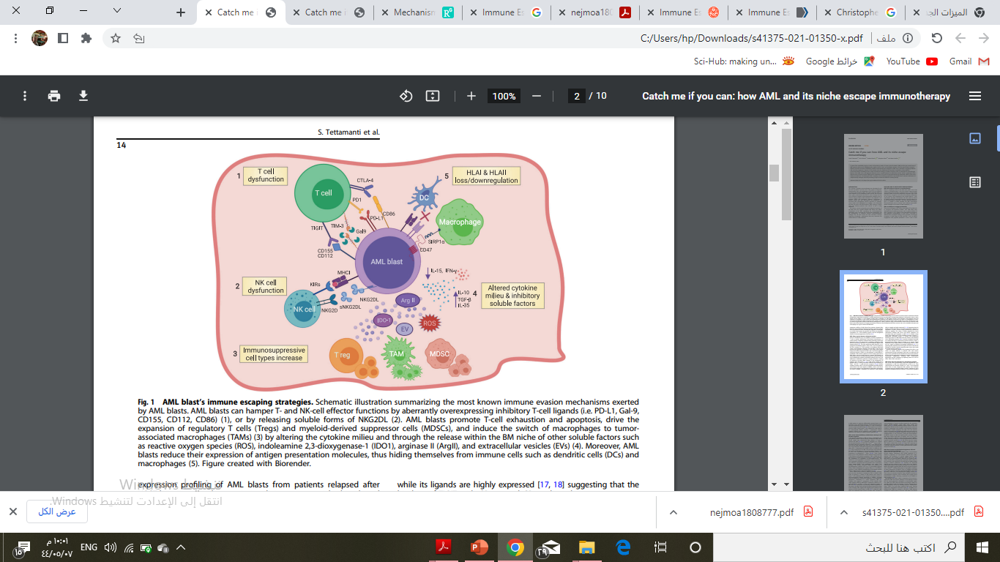 Catch me i
Catch me i
Mechanism
Immune Es
nejmoa180
Immune Es
Immune Es
Christophe
الميزات الج
C:/Users/hp/Downloads/s41375-021-01350-x.pdf
ملف
Sci-Hub: making un...
خرائط Google
YouTube
Gmail
100%
2 / 10
Catch me if you can: how AML and its niche escape immunotherapy
S. Tettamanti et al.
14
1
T cell
dysfunction
T cell
CTLA-4
PD1
CD86
PD-L1
TIGIT
TIM-3
Gal9
CD155
CD112
5
HLAI & HLAII
loss/downregulation
DC
Macrophage
SIRP1α
CD47
AML blast
2
NK cell
dysfunction
MHCI
KIRs
NKG2DL
sNKG2DL
NKG2D
NK cell
IL-15, IFN-γ
IL-10
TGF-β
IL-35
4
Altered cytokine
milieu & inhibitory
soluble factors
Arg II
IDO-1
EV
ROS
3
Immunosuppressive
cell types increase
T reg
TAM
MDSC
Fig. 1 AML blast's immune escaping strategies. Schematic illustration summarizing the most known immune evasion mechanisms exerted
by AML blasts. AML blasts can hamper T- and NK-cell effector functions by aberrantly overexpressing inhibitory T-cell ligands (i.e. PD-L1, Gal-9,
CD155, CD112, CD86) (1), or by releasing soluble forms of NKG2DL (2). AML blasts promote T-cell exhaustion and apoptosis, drive the
expansion of regulatory T cells (Tregs) and myeloid-derived suppressor cells (MDSCs), and induce the switch of macrophages to tumor-
associated macrophages (TAMs) (3) by altering the cytokine milieu and through the release within the BM niche of other soluble factors such
as reactive oxygen species (ROS), indoleamine 2,3-dioxygenase-1 (IDO1), arginase II (ArgII), and extracellular vesicles (EVs) (4). Moreover, AML
blasts reduce their expression of antigen presentation molecules, thus hiding themselves from immune cells such as dendritic cells (DCs) and
macrophages (5). Figure created with Biorender.
expression profiling of AML blasts from patients relapsed after
while its ligands are highly expressed [17, 18] suggesting that the
1
2
تنشيط Windows
انتقل إلى الإعدادت لتنشيط Windows.
عرض الكل
nejmoa1808777.pdf
s41375-021-01350....pdf
ENG
١٠:٠١ م
٤٤/٠٥/٠٧
١٥
٣٩
اكتب هنا للبحث